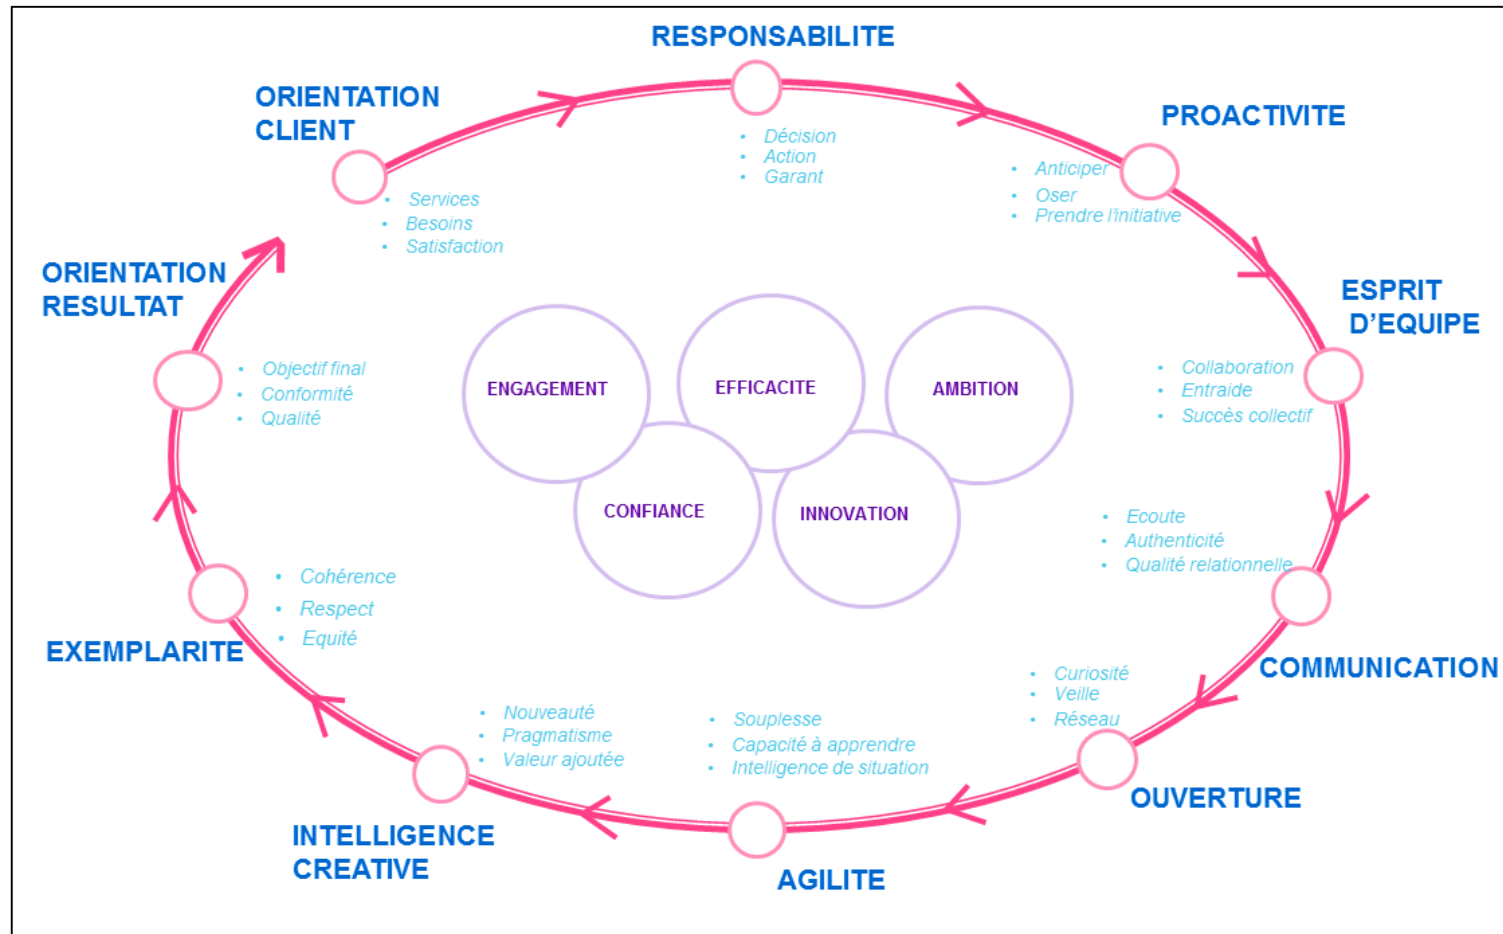 RESPONSABILITE
• Décision
• Action
• Garant
PROACTIVITE
• Anticiper
• Oser
• Prendre l'initiative
ESPRIT
D’EQUIPE
• Collaboration
• Entraide
• Succès collectif
COMMUNICATION
• Ecoute
• Authenticité
• Qualité relationnelle
OUVERTURE
• Curiosité
• Veille
• Réseau
AGILITE
• Souplesse
• Capacité à apprendre
• Intelligence de situation
INTELLIGENCE
CREATIVE
• Nouveauté
• Pragmatisme
• Valeur ajoutée
EXEMPLARITE
• Cohérence
• Respect
• Equité
ORIENTATION
RESULTAT
• Objectif final
• Conformité
• Qualité
ORIENTATION
CLIENT
• Services
• Besoins
• Satisfaction
ENGAGEMENT
EFFICACITE
AMBITION
CONFIANCE
INNOVATION